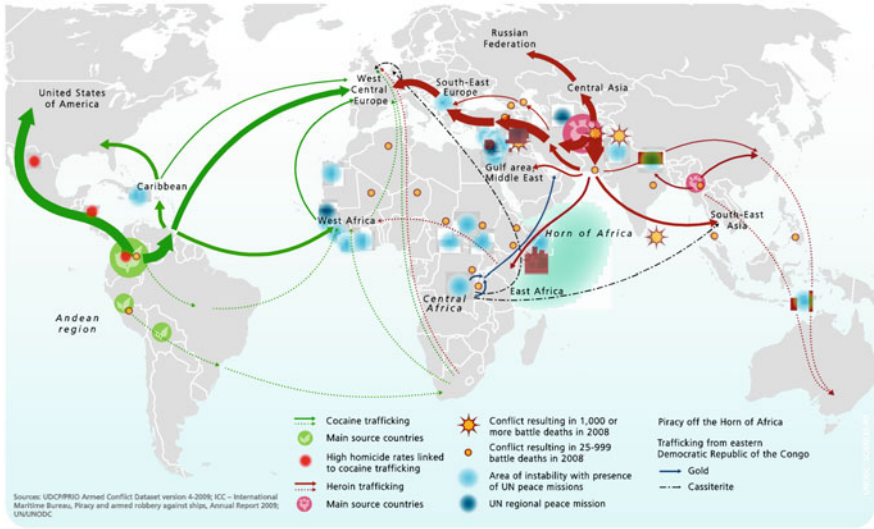 Russian
Federation
United States
of America
West
Central
Europe
South-East
Europe
Central Asia
Gulf area,
Middle East
Caribbean
West Africa
South-East
Asia
Horn of Africa
East Africa
Central
Africa
Andean
region
Cocaine trafficking
Main source countries
High homicide rates linked
to cocaine trafficking
Heroin trafficking
Main source countries
Conflict resulting in 1,000 or
more battle deaths in 2008
Conflict resulting in 25-999
battle deaths in 2008
Area of instability with presence
of UN peace missions
UN regional peace mission
Piracy off the Horn of Africa
Trafficking from eastern
Democratic Republic of the Congo
Gold
Cassiterite
Sources: UDCP/PRIO Armed Conflict Dataset version 4-2009; ICC – International
Maritime Bureau, Piracy and armed robbery against ships, Annual Report 2009;
UN/UNODC